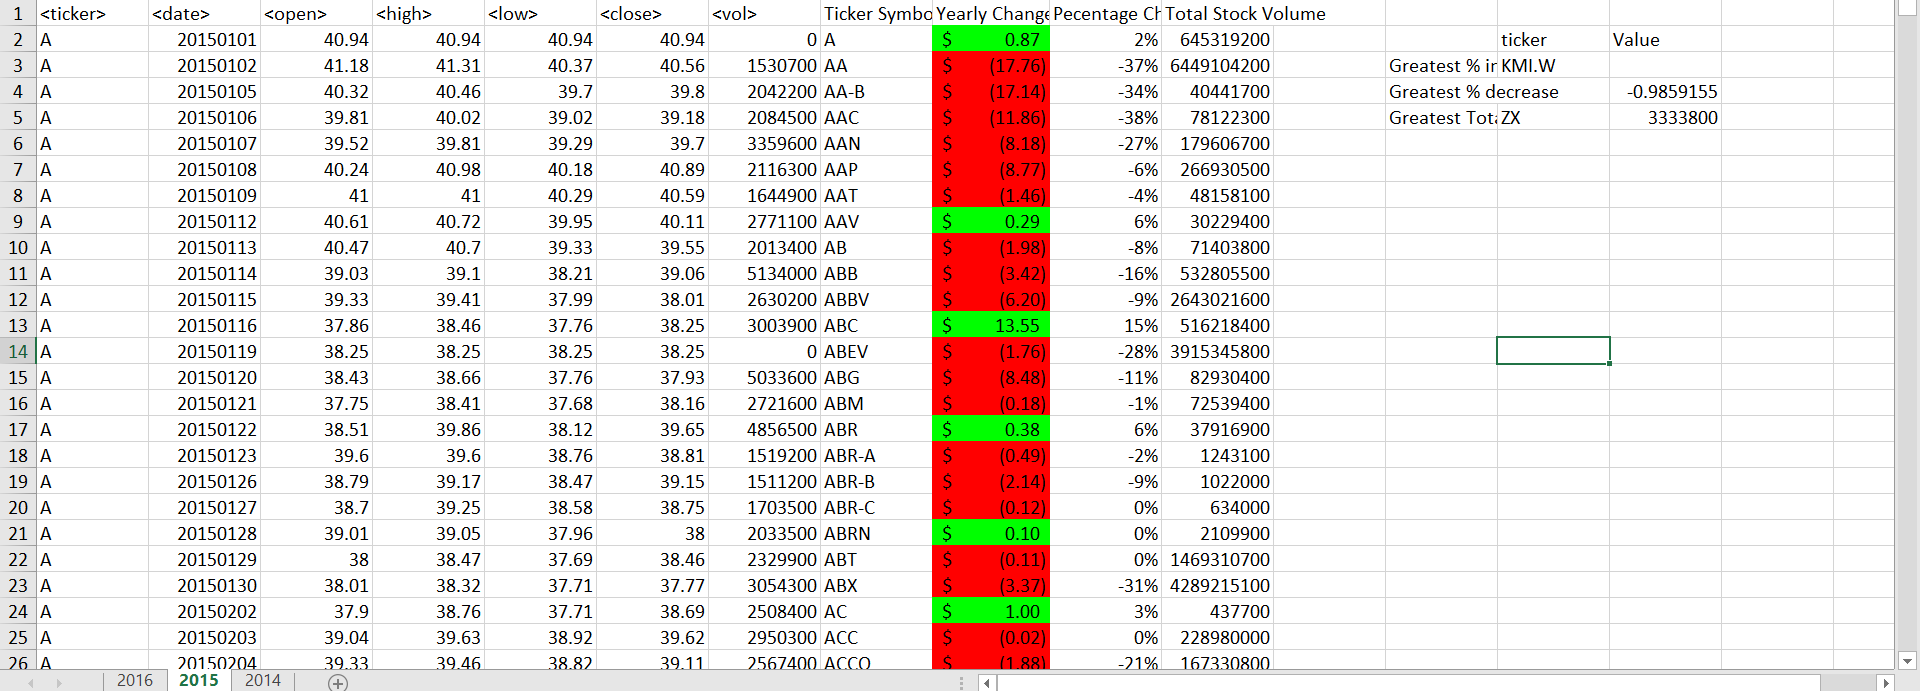 1 <ticker> <date> <open> <high> <low> <close> <vol> Ticker Symbo Yearly Change Pecentage Ch Total Stock Volume
2 A 20150101 40.94 40.94 40.94 40.94 0 A $ 0.87 2% 645319200 ticker Value
3 A 20150102 41.18 41.31 40.37 40.56 1530700 AA $ (17.76) -37% 6449104200 Greatest % in KMI.W
4 A 20150105 40.32 40.46 39.7 39.8 2042200 AA-B $ (17.14) -34% 40441700 Greatest % decrease -0.9859155
5 A 20150106 39.81 40.02 39.02 39.18 2084500 AAC $ (11.86) -38% 78122300 Greatest Tota ZX 3333800
6 A 20150107 39.52 39.81 39.29 39.7 3359600 AAN $ (8.18) -27% 179606700
7 A 20150108 40.24 40.98 40.18 40.89 2116300 AAP $ (8.77) -6% 266930500
8 A 20150109 41 41 40.29 40.59 1644900 AAT $ (1.46) -4% 48158100
9 A 20150112 40.61 40.72 39.95 40.11 2771100 AAV $ 0.29 6% 30229400
10 A 20150113 40.47 40.7 39.33 39.55 2013400 AB $ (1.98) -8% 71403800
11 A 20150114 39.03 39.1 38.21 39.06 5134000 ABB $ (3.42) -16% 532805500
12 A 20150115 39.33 39.41 37.99 38.01 2630200 ABBV $ (6.20) -9% 2643021600
13 A 20150116 37.86 38.46 37.76 38.25 3003900 ABC $ 13.55 15% 516218400
14 A 20150119 38.25 38.25 38.25 38.25 0 ABEV $ (1.76) -28% 3915345800
15 A 20150120 38.43 38.66 37.76 37.93 5033600 ABG $ (8.48) -11% 82930400
16 A 20150121 37.75 38.41 37.68 38.16 2721600 ABM $ (0.18) -1% 72539400
17 A 20150122 38.51 39.86 38.12 39.65 4856500 ABR $ 0.38 6% 37916900
18 A 20150123 39.6 39.6 38.76 38.81 1519200 ABR-A $ (0.49) -2% 1243100
19 A 20150126 38.79 39.17 38.47 39.15 1511200 ABR-B $ (2.14) -9% 1022000
20 A 20150127 38.7 39.25 38.58 38.75 1703500 ABR-C $ (0.12) 0% 634000
21 A 20150128 39.01 39.05 37.96 38 2033500 ABRN $ 0.10 0% 2109900
22 A 20150129 38 38.47 37.69 38.46 2329900 ABT $ (0.11) 0% 1469310700
23 A 20150130 38.01 38.32 37.71 37.77 3054300 ABX $ (3.37) -31% 4289215100
24 A 20150202 37.9 38.76 37.71 38.69 2508400 AC $ 1.00 3% 437700
25 A 20150203 39.04 39.63 38.92 39.62 2950300 ACC $ (0.02) 0% 228980000
26 A 20150204 39.33 39.46 38.82 39.11 2567400 ACCO $ (1.88) -21% 167330800
2016 2015 2014